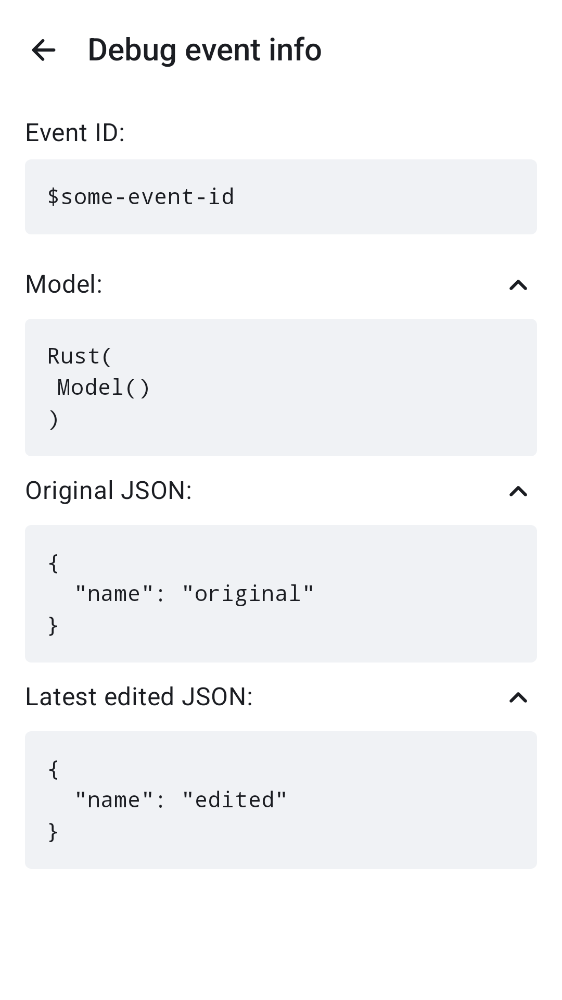 Debug event info
Event ID:
$some-event-id
Model:
Rust(
 Model()
)
Original JSON:
{
  "name": "original"
}
Latest edited JSON:
{
  "name": "edited"
}